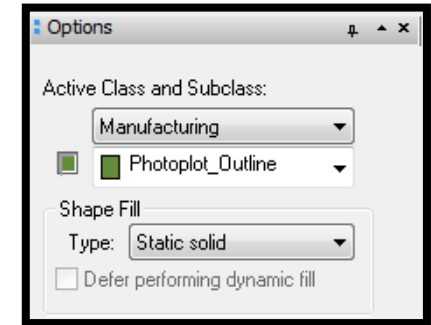 Options
Active Class and Subclass:
Manufacturing
Photoplot_Outline
Shape Fill
Type: Static solid
Defer performing dynamic fill